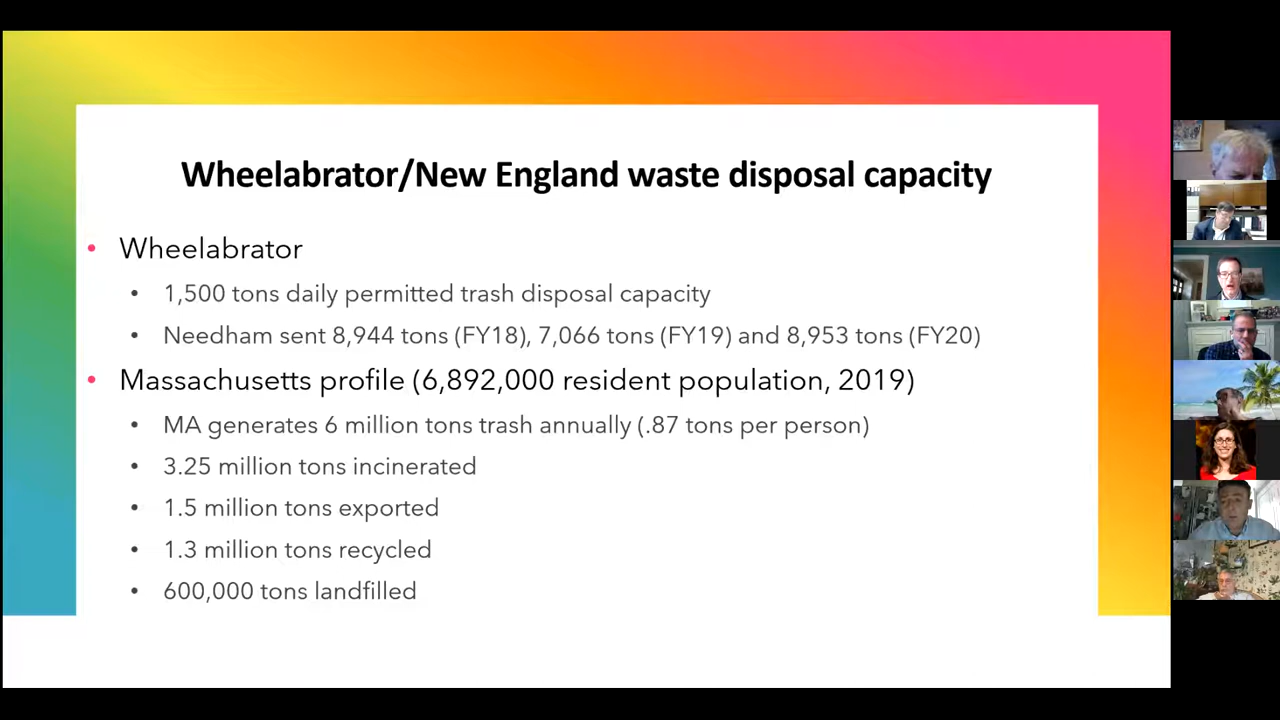 Wheelabrator/New England waste disposal capacity
• Wheelabrator
• 1,500 tons daily permitted trash disposal capacity
• Needham sent 8,944 tons (FY18), 7,066 tons (FY19) and 8,953 tons (FY20)
• Massachusetts profile (6,892,000 resident population, 2019)
• MA generates 6 million tons trash annually (.87 tons per person)
• 3.25 million tons incinerated
• 1.5 million tons exported
• 1.3 million tons recycled
• 600,000 tons landfilled